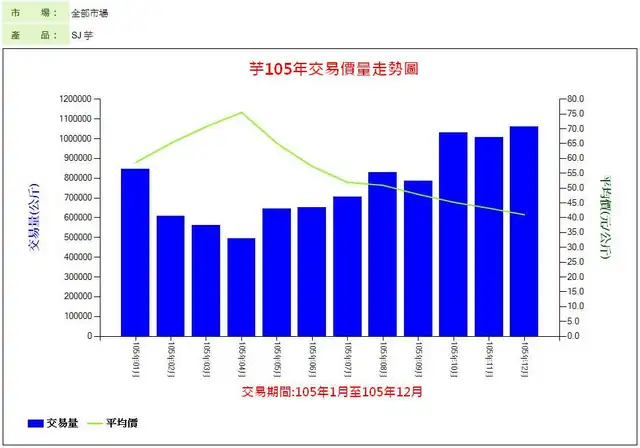 市 場： 全部市場
產 品： SJ 芋
芋105年交易價量走勢圖
1200000
1100000
1000000
900000
800000
700000
600000
500000
400000
300000
200000
100000
0
交易量(公斤)
80.0
75.0
70.0
65.0
60.0
55.0
50.0
45.0
40.0
35.0
30.0
25.0
20.0
15.0
10.0
5.0
0.0
平均價(元/公斤)
105年01月
105年02月
105年03月
105年04月
105年05月
105年06月
105年07月
105年08月
105年09月
105年10月
105年11月
105年12月
交易期間:105年1月至105年12月
交易量 平均價